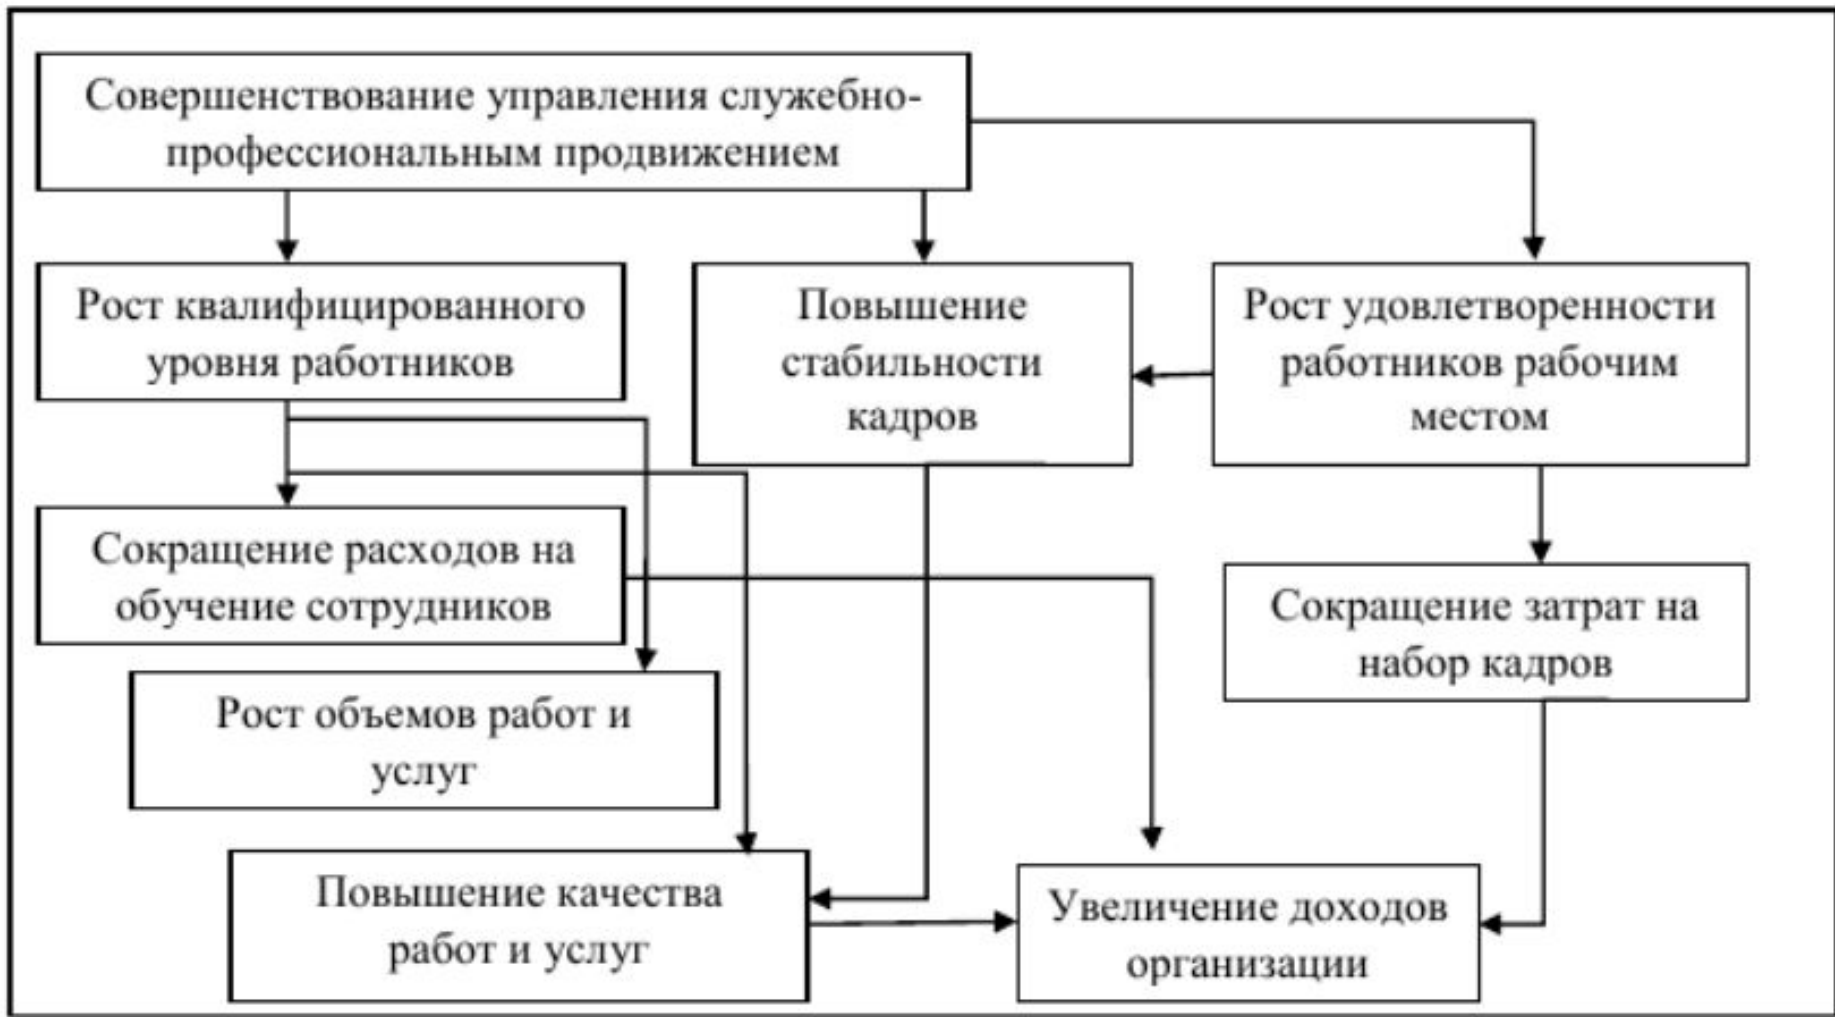 Совершенствование управления служебно-
профессиональным продвижением
Рост квалифицированного
уровня работников
Повышение
стабильности
кадров
Рост удовлетворенности
работников рабочим
местом
Сокращение расходов на
обучение сотрудников
Сокращение затрат на
набор кадров
Рост объемов работ и
услуг
Повышение качества
работ и услуг
Увеличение доходов
организации